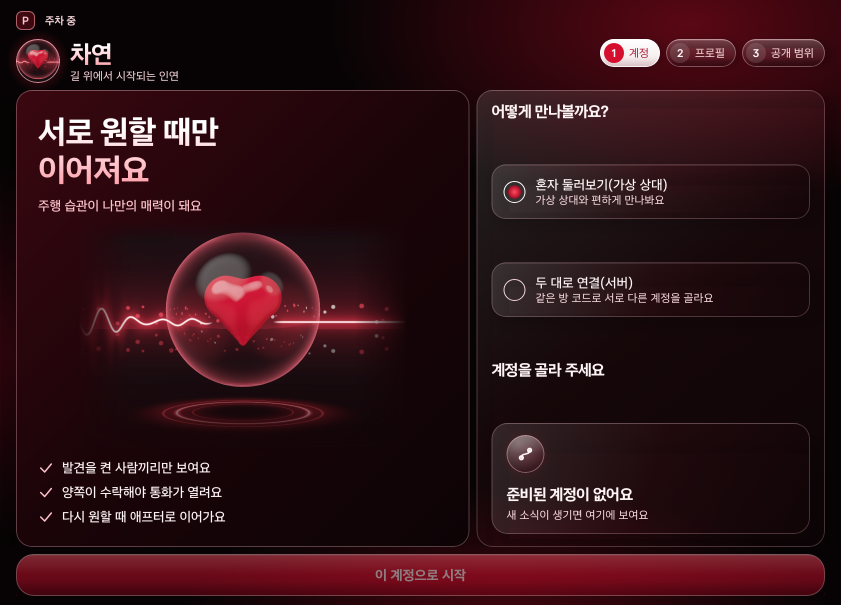 P 주차 중
차연
길 위에서 시작되는 인연
1 계정
2 프로필
3 공개 범위
서로 원할 때만
이어져요
주행 습관이 나만의 매력이 돼요
발견을 켠 사람끼리만 보여요
양쪽이 수락해야 통화가 열려요
다시 원할 때 애프터로 이어가요
어떻게 만나볼까요?
혼자 둘러보기(가상 상대)
가상 상대와 편하게 만나봐요
두 대로 연결(서버)
같은 방 코드로 서로 다른 계정을 골라요
계정을 골라 주세요
준비된 계정이 없어요
새 소식이 생기면 여기에 보여요
이 계정으로 시작